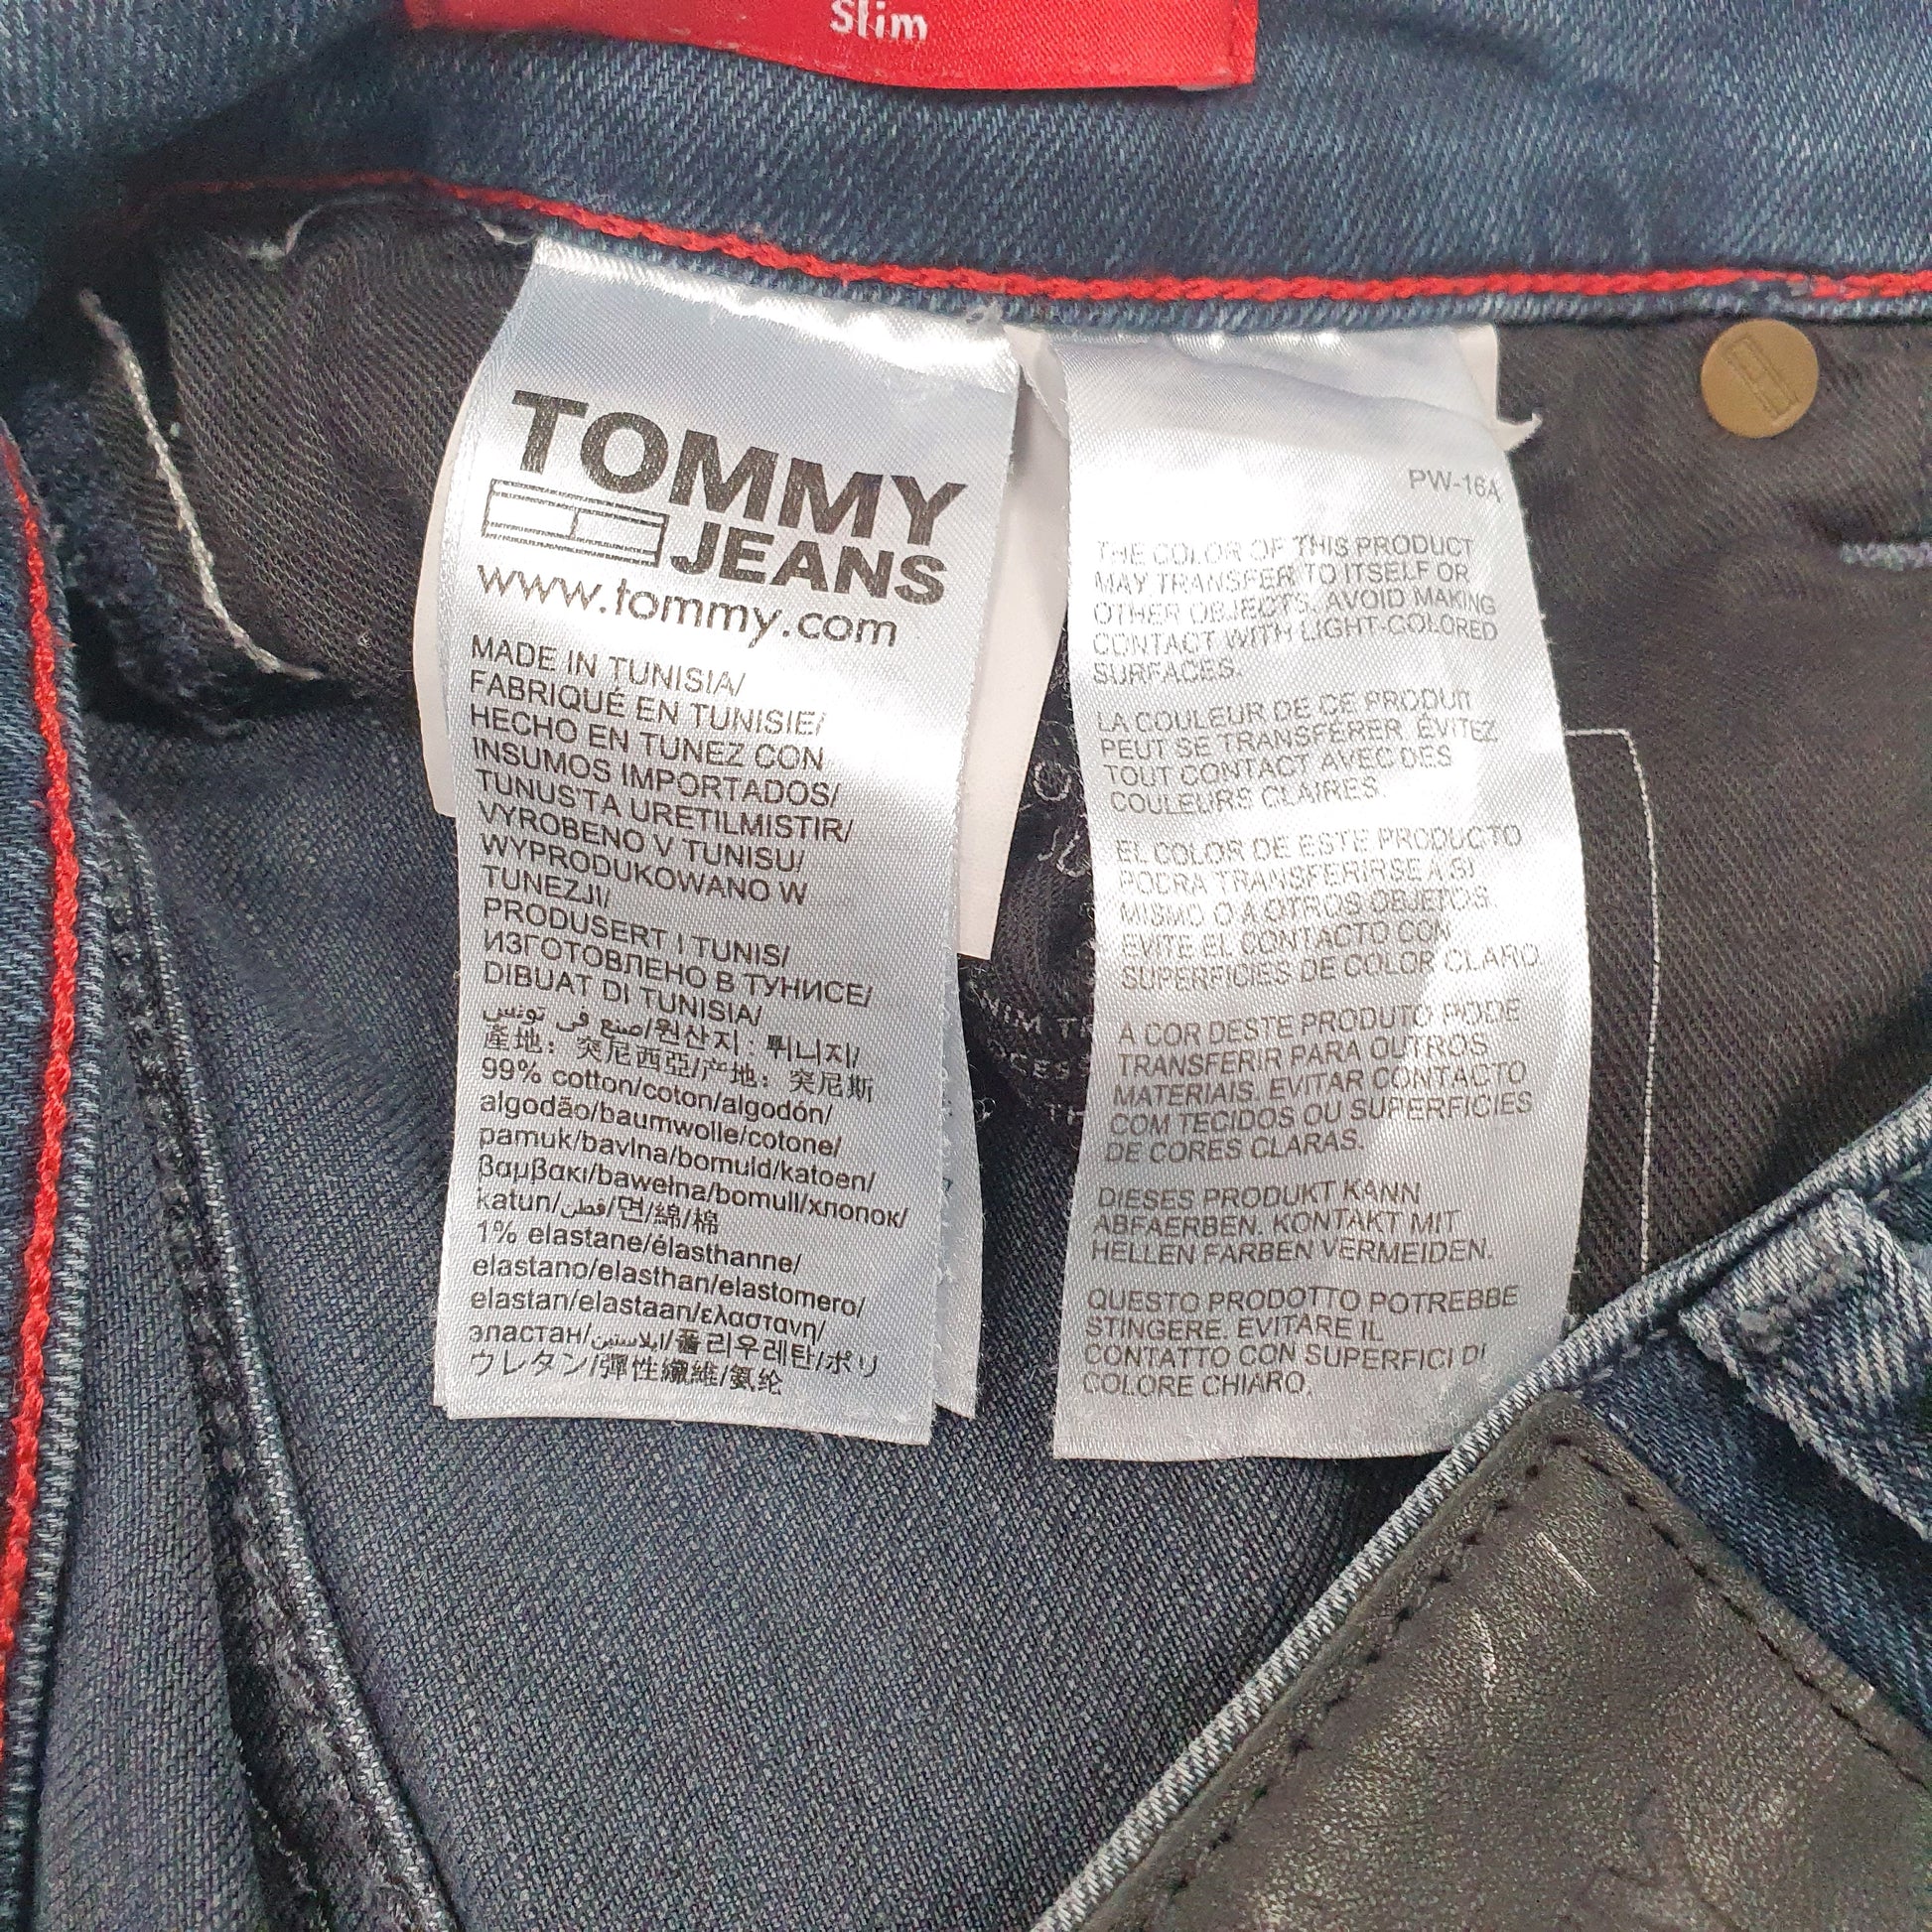 Slim
TOMMY
JEANS
www.tommy.com
MADE IN TUNISIA/
FABRIQUÉ EN TUNISIE/
HECHO EN TUNEZ CON
INSUMOS IMPORTADOS/
TUNUS'TA URETILMISTIR/
VYROBENO V TUNISU/
WYPRODUKOWANO W
TUNEZJI/
PRODUSERT I TUNIS/
ИЗГОТОВЛЕНО В ТУНИСЕ/
DIBUAT DI TUNISIA/
صنع في تونس/원산지 : 튀니지/
產地：突尼西亞/产地：突尼斯
99% cotton/coton/algodón/
algodão/baumwolle/cotone/
pamuk/bavlna/bomuld/katoen/
βαμβακι/bawełna/bomull/хлопок/
katun/قطن/면/綿/棉
1% elastane/élasthanne/
elastano/elasthan/elastomero/
elastan/elastaan/ελαστανη/
эластан/ايلاستين/폴리우레탄/ポリ
ウレタン/彈性纖維/氨纶
PW-16A
THE COLOR OF THIS PRODUCT
MAY TRANSFER TO ITSELF OR
OTHER OBJECTS. AVOID MAKING
CONTACT WITH LIGHT-COLORED
SURFACES.
LA COULEUR DE CE PRODUIT
PEUT SE TRANSFÉRER. ÉVITEZ
TOUT CONTACT AVEC DES
COULEURS CLAIRES.
EL COLOR DE ESTE PRODUCTO
PODRA TRANSFERIRSE A SI
MISMO O A OTROS OBJETOS.
EVITE EL CONTACTO CON
SUPERFICIES DE COLOR CLARO.
A COR DESTE PRODUTO PODE
TRANSFERIR PARA OUTROS
MATERIAIS. EVITAR CONTACTO
COM TECIDOS OU SUPERFICIES
DE CORES CLARAS.
DIESES PRODUKT KANN
ABFAERBEN. KONTAKT MIT
HELLEN FARBEN VERMEIDEN.
QUESTO PRODOTTO POTREBBE
STINGERE. EVITARE IL
CONTATTO CON SUPERFICI DI
COLORE CHIARO.